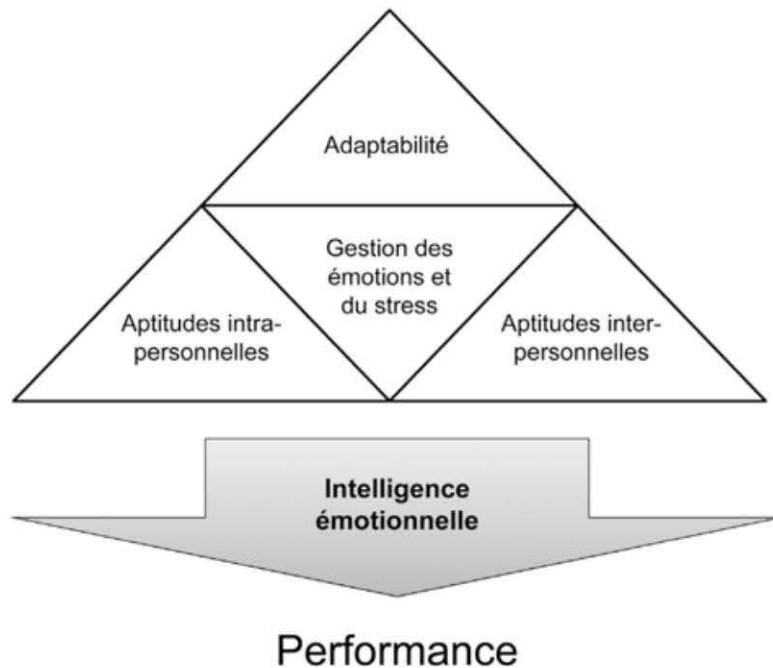 Adaptabilité
Gestion des
émotions et
du stress
Aptitudes intra-
personnelles
Aptitudes inter-
personnelles
Intelligence
émotionnelle
Performance